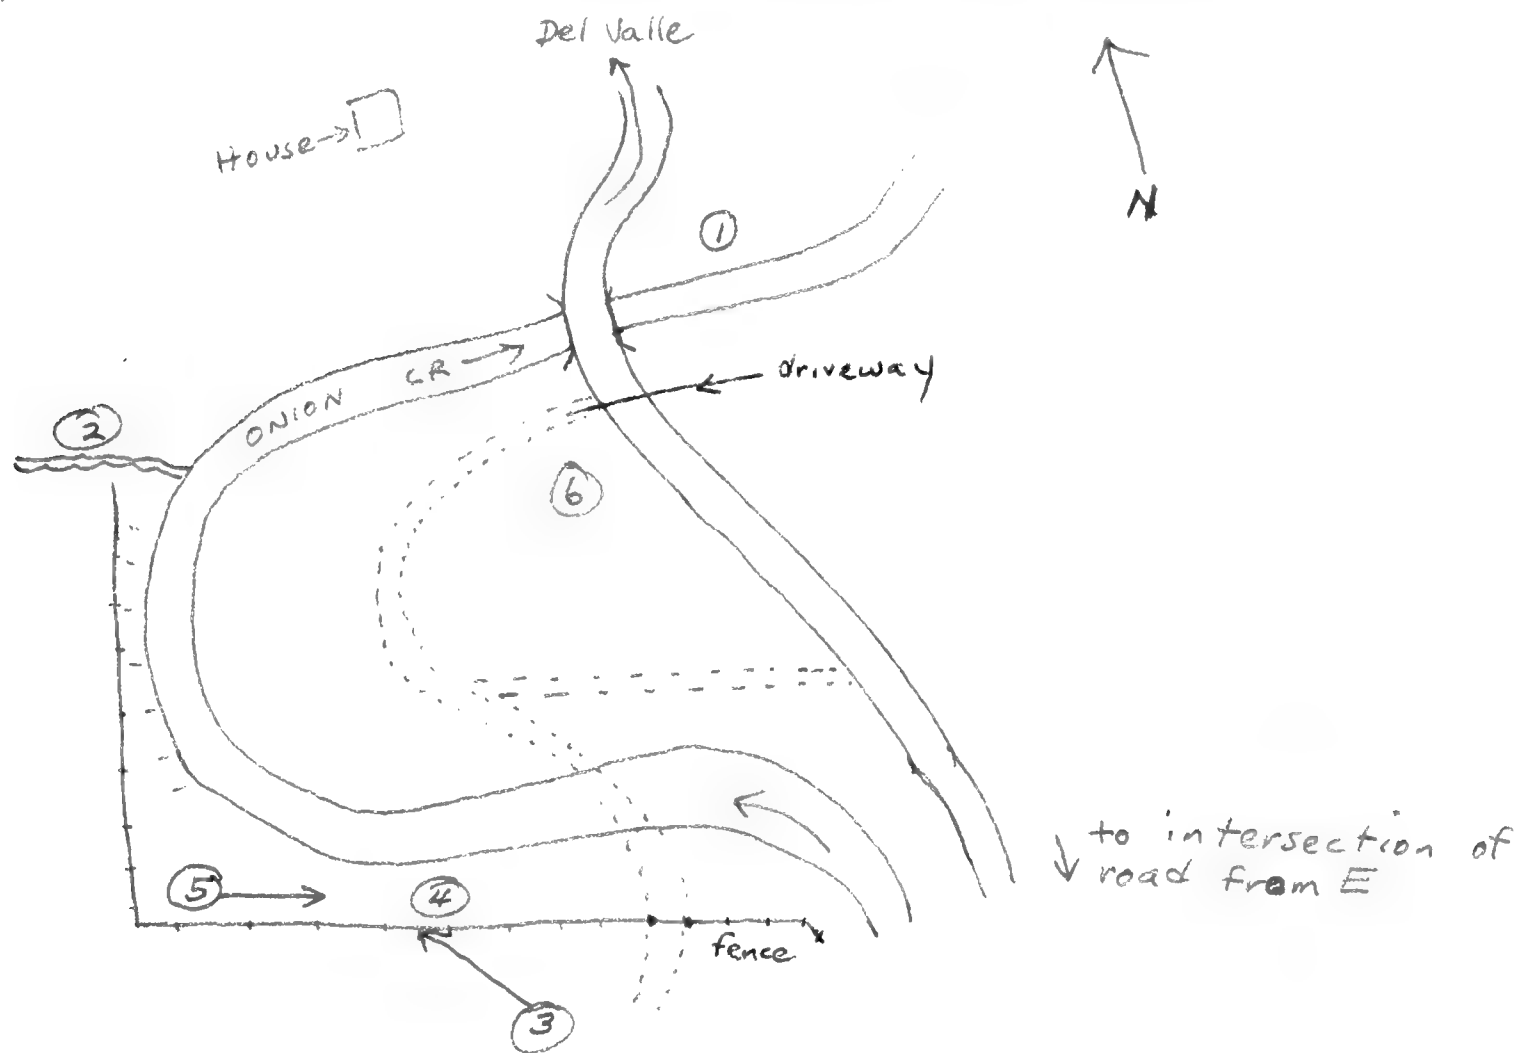 Del Valle
House
N
1
driveway
ONION CR
2
6
to intersection of
road from E
5
4
fence
3